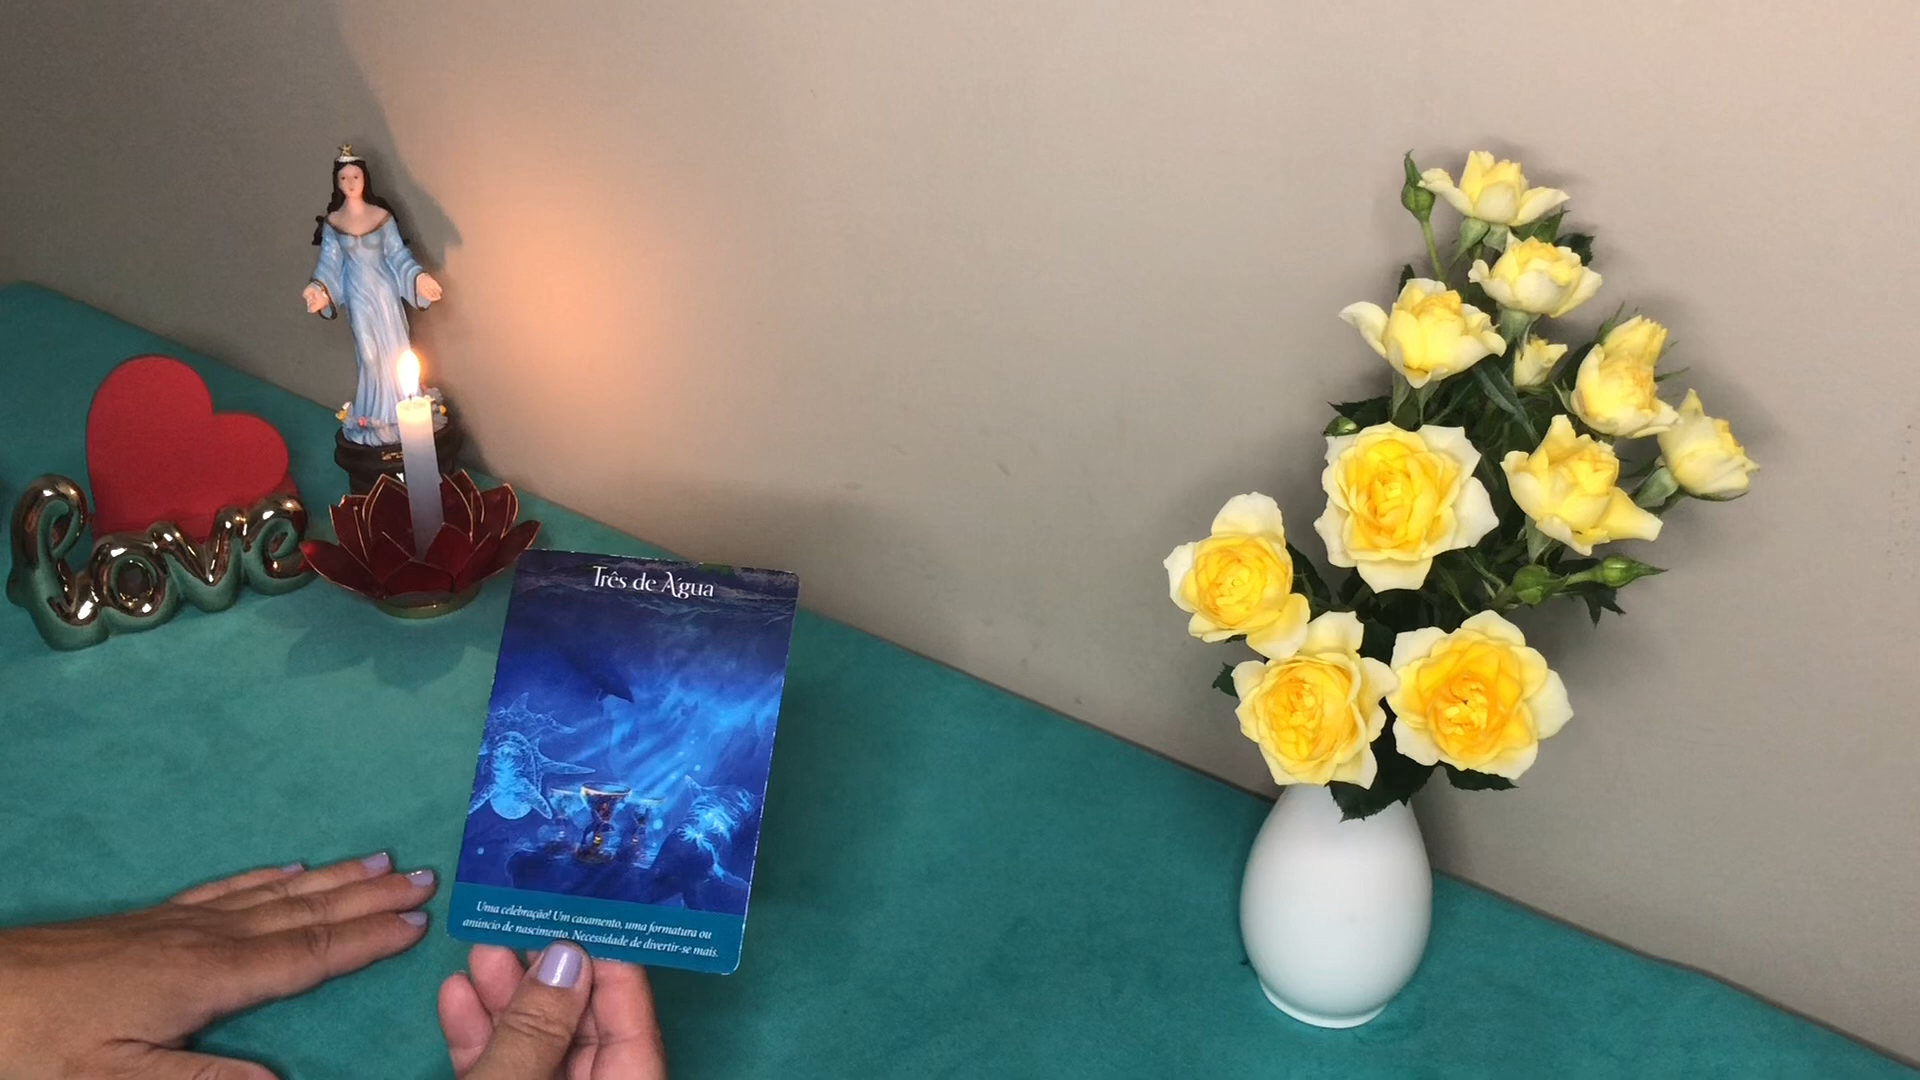 love
Três de Água
Uma celebração! Um casamento, uma formatura ou
anúncio de nascimento. Necessidade de divertir-se mais.